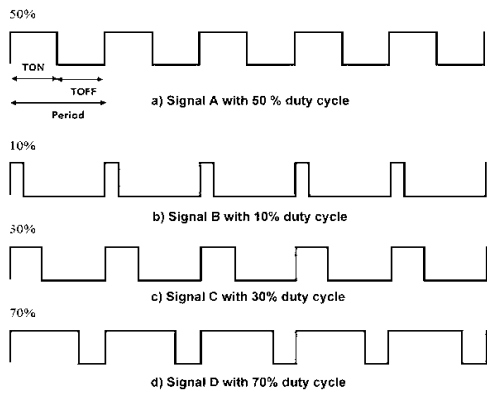 50%
TON
TOFF
Period
a) Signal A with 50 % duty cycle
10%
b) Signal B with 10% duty cycle
30%
c) Signal C with 30% duty cycle
70%
d) Signal D with 70% duty cycle